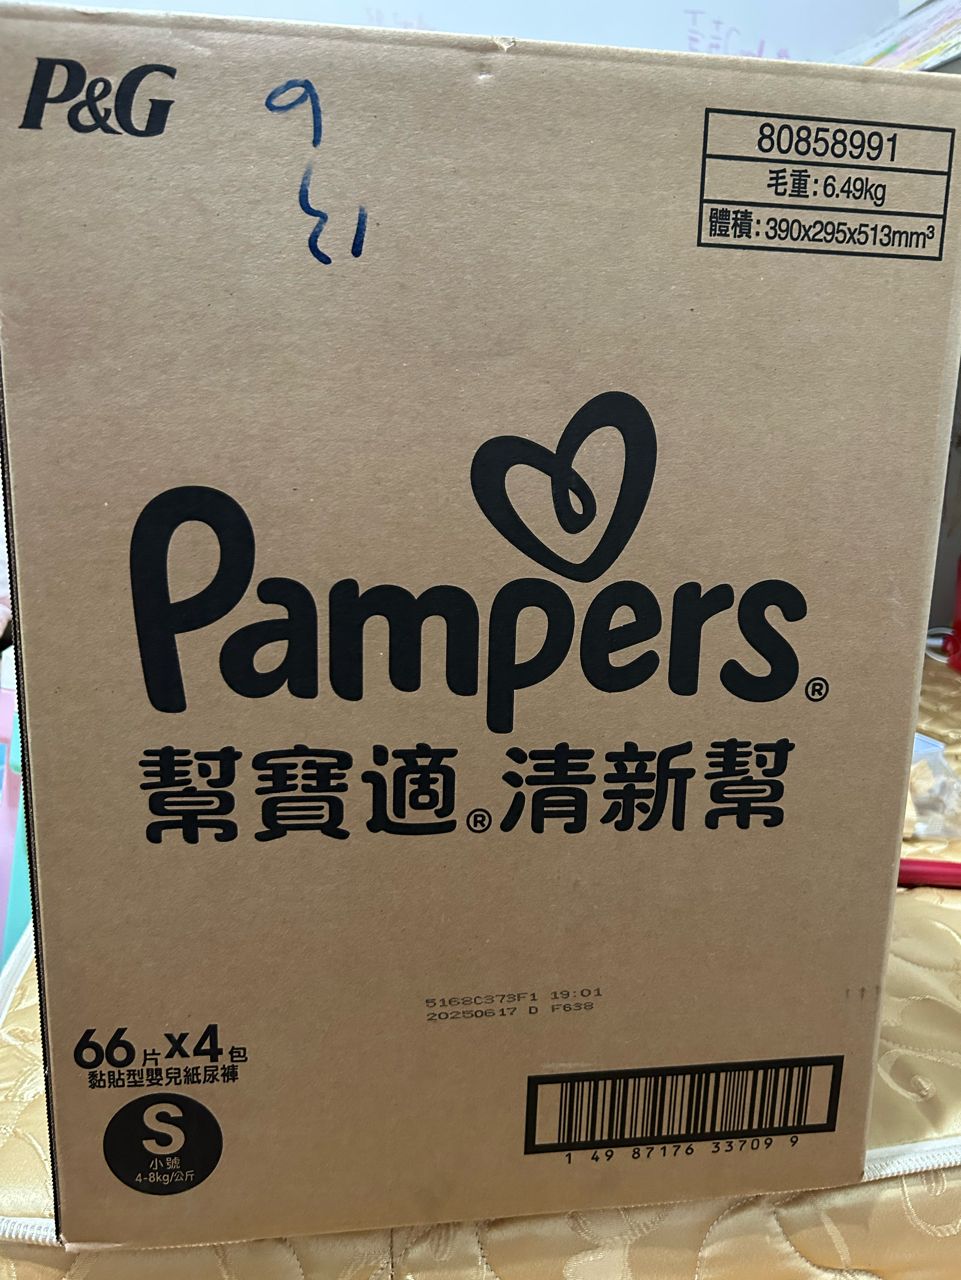 P&G
80858991
毛重:6.49kg
體積:390x295x513mm³
Pampers®
幫寶適®清新幫
5168C373F1 19:01
20250617 D F638
66片x4包
黏貼型嬰兒紙尿褲
S
小號
4-8kg/公斤
1 49 87176 33709 9